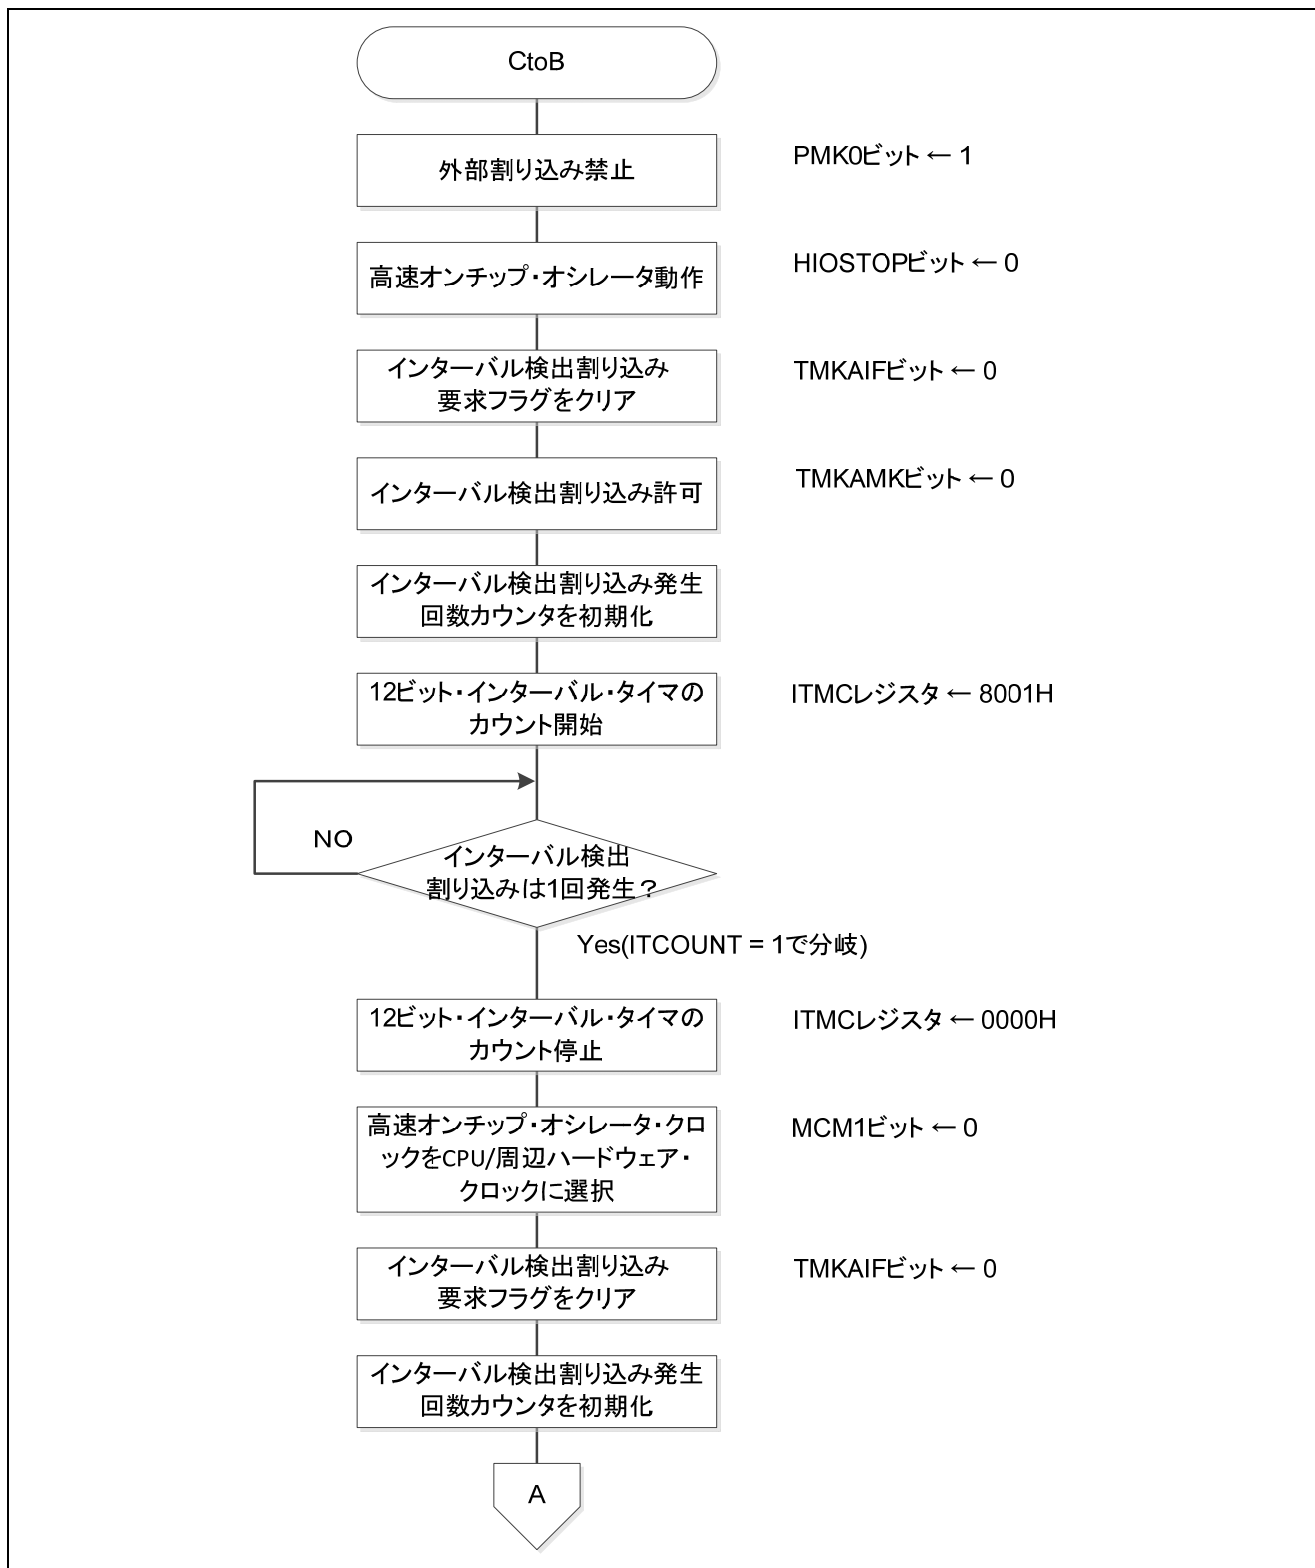 CtoB
外部割り込み禁止
PMK0ビット ← 1
高速オンチップ・オシレータ動作
HIOSTOPビット ← 0
インターバル検出割り込み
要求フラグをクリア
TMKAIFビット ← 0
インターバル検出割り込み許可
TMKAMKビット ← 0
インターバル検出割り込み発生
回数カウンタを初期化
12ビット・インターバル・タイマの
カウント開始
ITMCレジスタ ← 8001H
NO
インターバル検出
割り込みは1回発生？
Yes(ITCOUNT = 1で分岐)
12ビット・インターバル・タイマの
カウント停止
ITMCレジスタ ← 0000H
高速オンチップ・オシレータ・クロ
ックをCPU/周辺ハードウェア・
クロックに選択
MCM1ビット ← 0
インターバル検出割り込み
要求フラグをクリア
TMKAIFビット ← 0
インターバル検出割り込み発生
回数カウンタを初期化
A